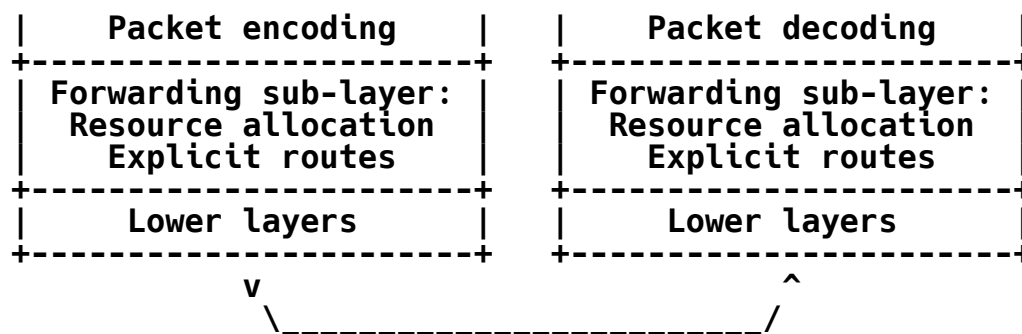 |    Packet encoding    |   |    Packet decoding    |
+-----------------------+   +-----------------------+
| Forwarding sub-layer: |   | Forwarding sub-layer: |
|  Resource allocation  |   |  Resource allocation  |
|    Explicit routes    |   |    Explicit routes    |
+-----------------------+   +-----------------------+
|     Lower layers      |   |     Lower layers      |
+-----------------------+   +-----------------------+
            v                           ^
             \_________________________/